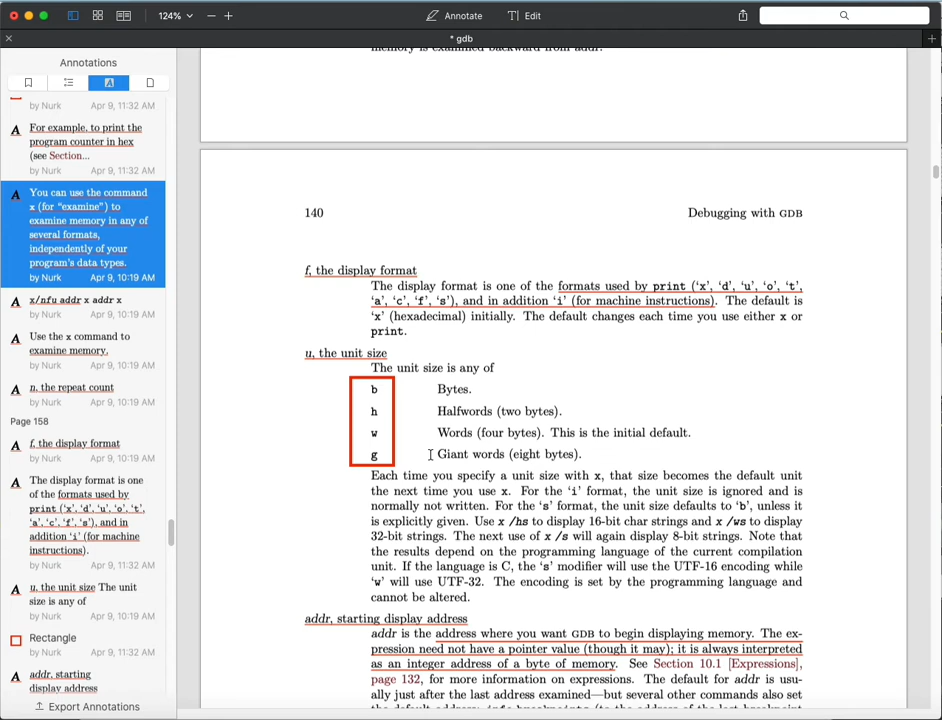 124%
Annotate
Edit
* gdb
Annotations
by Nurk Apr 9, 11:32 AM
For example, to print the
program counter in hex
(see Section...
by Nurk Apr 9, 11:32 AM
You can use the command
x (for “examine”) to
examine memory in any of
several formats,
independently of your
program’s data types.
by Nurk Apr 9, 10:19 AM
x/nfu addr x addr x
by Nurk Apr 9, 10:19 AM
Use the x command to
examine memory.
by Nurk Apr 9, 10:19 AM
n, the repeat count
by Nurk Apr 9, 10:19 AM
Page 158
f, the display format
by Nurk Apr 9, 10:19 AM
The display format is one
of the formats used by
print (‘x’, ‘d’, ‘u’, ‘o’, ‘t’,
‘a’, ‘c’, ‘f’, ‘s’), and in
addition ‘i’ (for machine
instructions).
by Nurk Apr 9, 11:32 AM
u, the unit size The unit
size is any of
by Nurk Apr 9, 10:19 AM
Rectangle
by Nurk Apr 9, 11:32 AM
addr, starting
display address
Export Annotations
memory is examined backward from addr.
140 Debugging with GDB
f, the display format
The display format is one of the formats used by print (‘x’, ‘d’, ‘u’, ‘o’, ‘t’,
‘a’, ‘c’, ‘f’, ‘s’), and in addition ‘i’ (for machine instructions). The default is
‘x’ (hexadecimal) initially. The default changes each time you use either x or
print.
u, the unit size
The unit size is any of
b Bytes.
h Halfwords (two bytes).
w Words (four bytes). This is the initial default.
g Giant words (eight bytes).
Each time you specify a unit size with x, that size becomes the default unit
the next time you use x. For the ‘i’ format, the unit size is ignored and is
normally not written. For the ‘s’ format, the unit size defaults to ‘b’, unless it
is explicitly given. Use x /hs to display 16-bit char strings and x /ws to display
32-bit strings. The next use of x /s will again display 8-bit strings. Note that
the results depend on the programming language of the current compilation
unit. If the language is C, the ‘s’ modifier will use the UTF-16 encoding while
‘w’ will use UTF-32. The encoding is set by the programming language and
cannot be altered.
addr, starting display address
addr is the address where you want GDB to begin displaying memory. The ex-
pression need not have a pointer value (though it may); it is always interpreted
as an integer address of a byte of memory. See Section 10.1 [Expressions],
page 132, for more information on expressions. The default for addr is usu-
ally just after the last address examined—but several other commands also set
the default address: info breakpoints (to the address of the last breakpoint